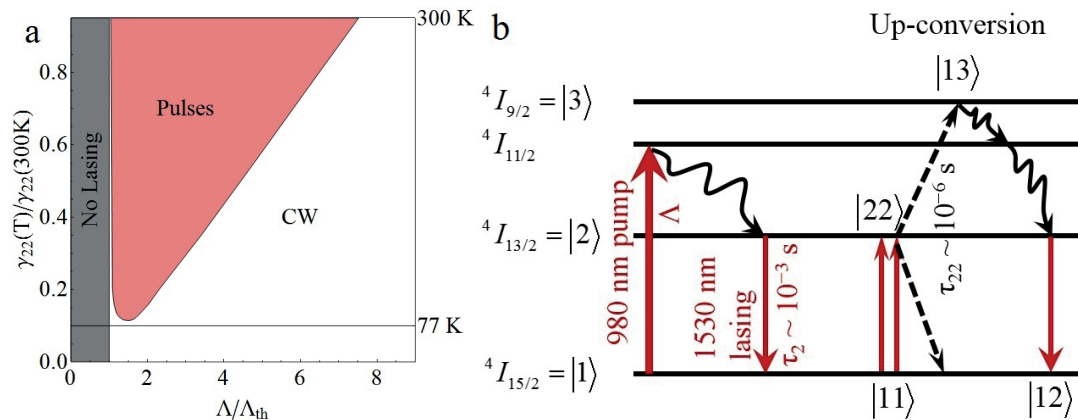 a
300 K
77 K
No Lasing
Pulses
CW
γ₂₂(T)/γ₂₂(300K)
0.8
0.6
0.4
0.2
0.0
0 2 4 6 8
Λ/Λth
b
Up-conversion
|13⟩
⁴I₉/₂ = |3⟩
⁴I₁₁/₂
⁴I₁₃/₂ = |2⟩
⁴I₁₅/₂ = |1⟩
980 nm pump
Λ
1530 nm
lasing
τ₂ ~ 10⁻³ s
|22⟩
τ₂₂ ~ 10⁻⁶ s
|11⟩
|12⟩